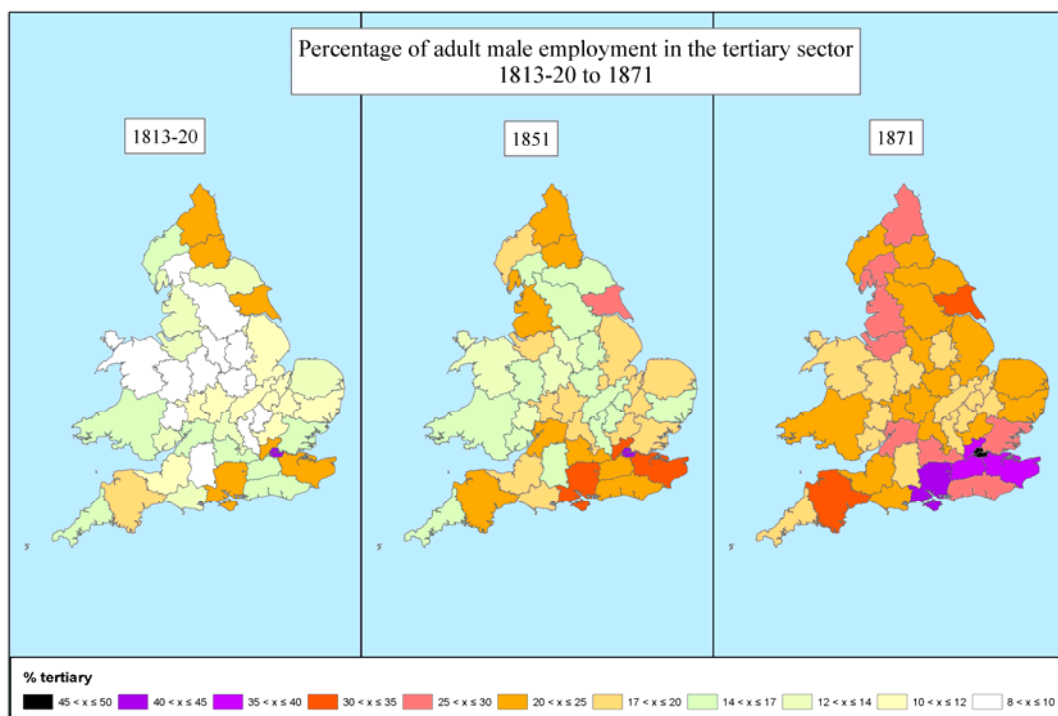 Percentage of adult male employment in the tertiary sector
1813-20 to 1871
1813-20
1851
1871
% tertiary
45 < x ≤ 50
40 < x ≤ 45
35 < x ≤ 40
30 < x ≤ 35
25 < x ≤ 30
20 < x ≤ 25
17 < x ≤ 20
14 < x ≤ 17
12 < x ≤ 14
10 < x ≤ 12
8 < x ≤ 10